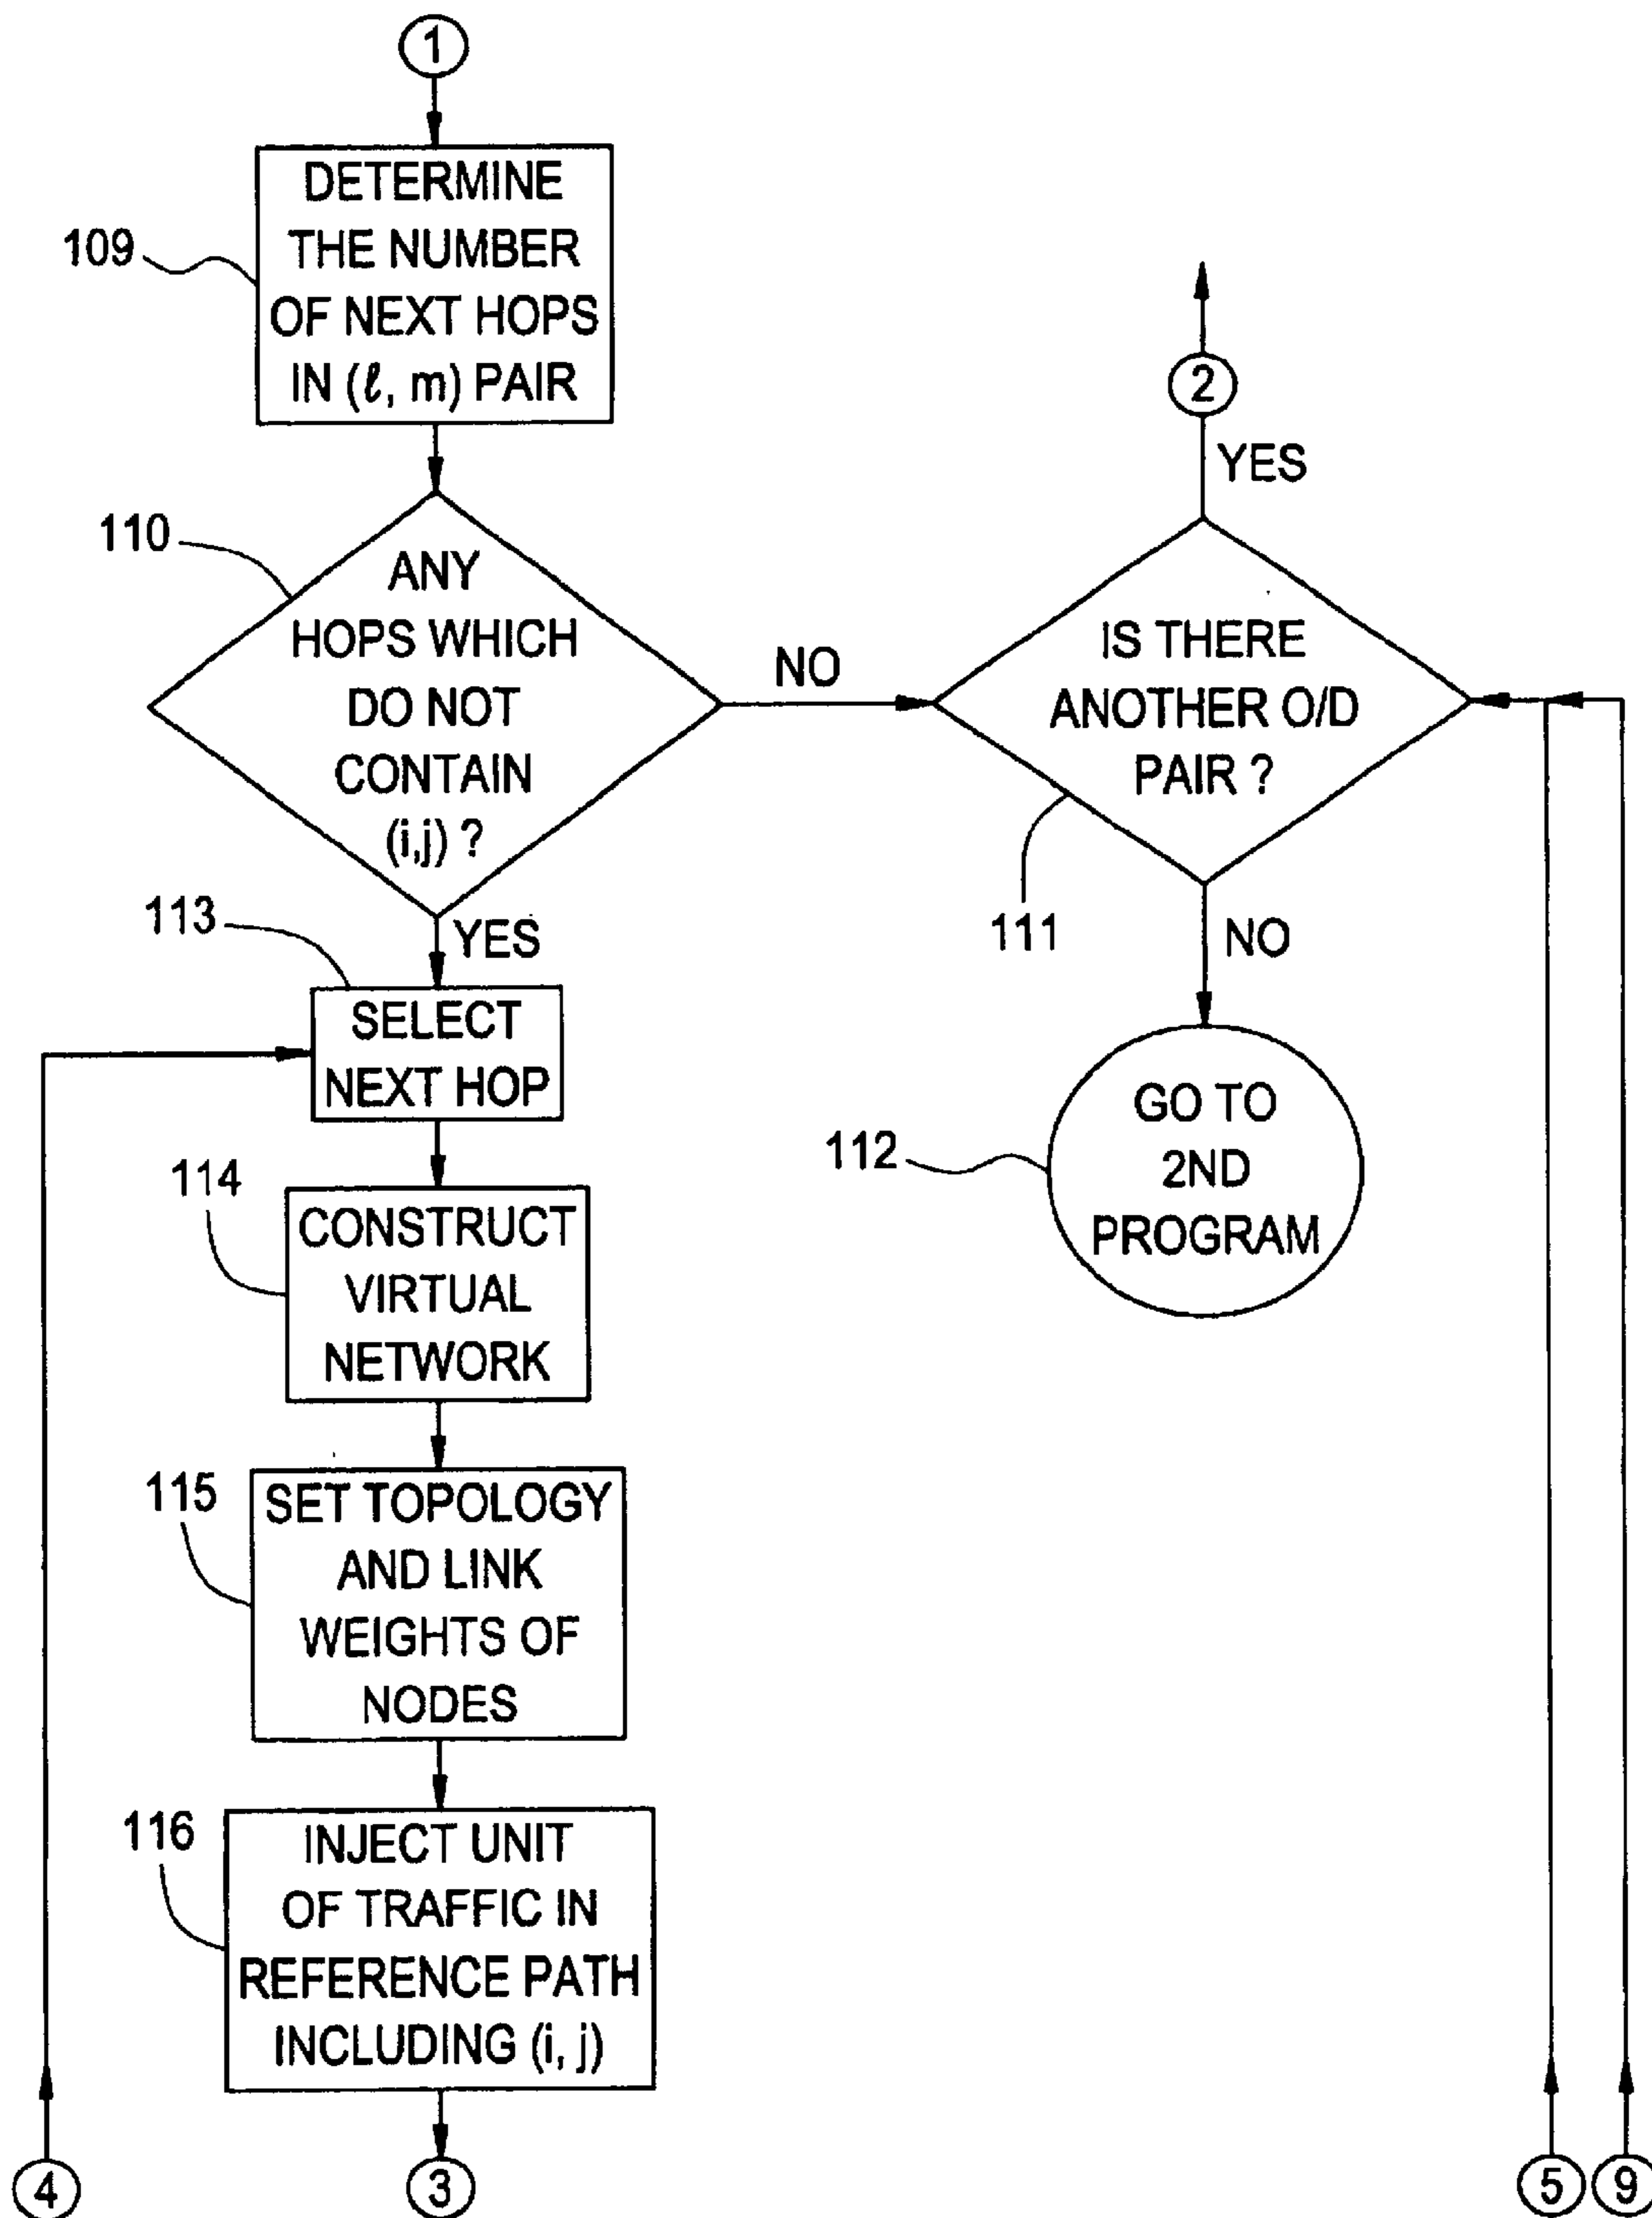 1
109
DETERMINE
THE NUMBER
OF NEXT HOPS
IN (ℓ, m) PAIR
110
ANY
HOPS WHICH
DO NOT
CONTAIN
(i,j) ?
NO
YES
2
YES
IS THERE
ANOTHER O/D
PAIR ?
111
NO
112
GO TO
2ND
PROGRAM
113
SELECT
NEXT HOP
114
CONSTRUCT
VIRTUAL
NETWORK
115
SET TOPOLOGY
AND LINK
WEIGHTS OF
NODES
116
INJECT UNIT
OF TRAFFIC IN
REFERENCE PATH
INCLUDING (i, j)
4
3
5
9